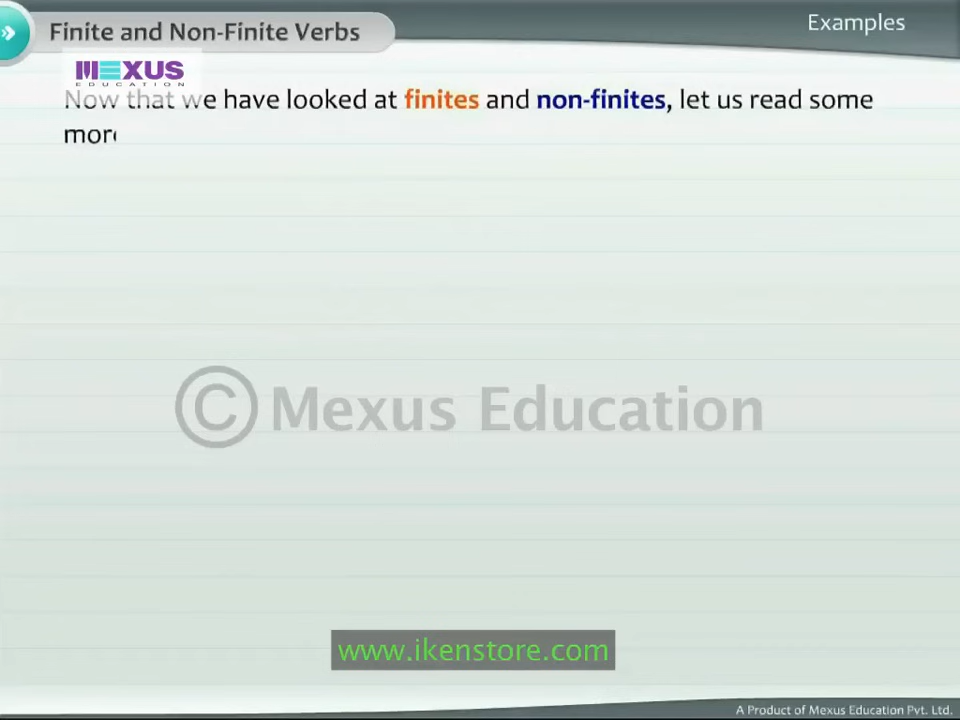 Finite and Non-Finite Verbs
Examples
MEXUS
EDUCATION
Now that we have looked at finites and non-finites, let us read some
more
© Mexus Education
www.ikenstore.com
A Product of Mexus Education Pvt. Ltd.